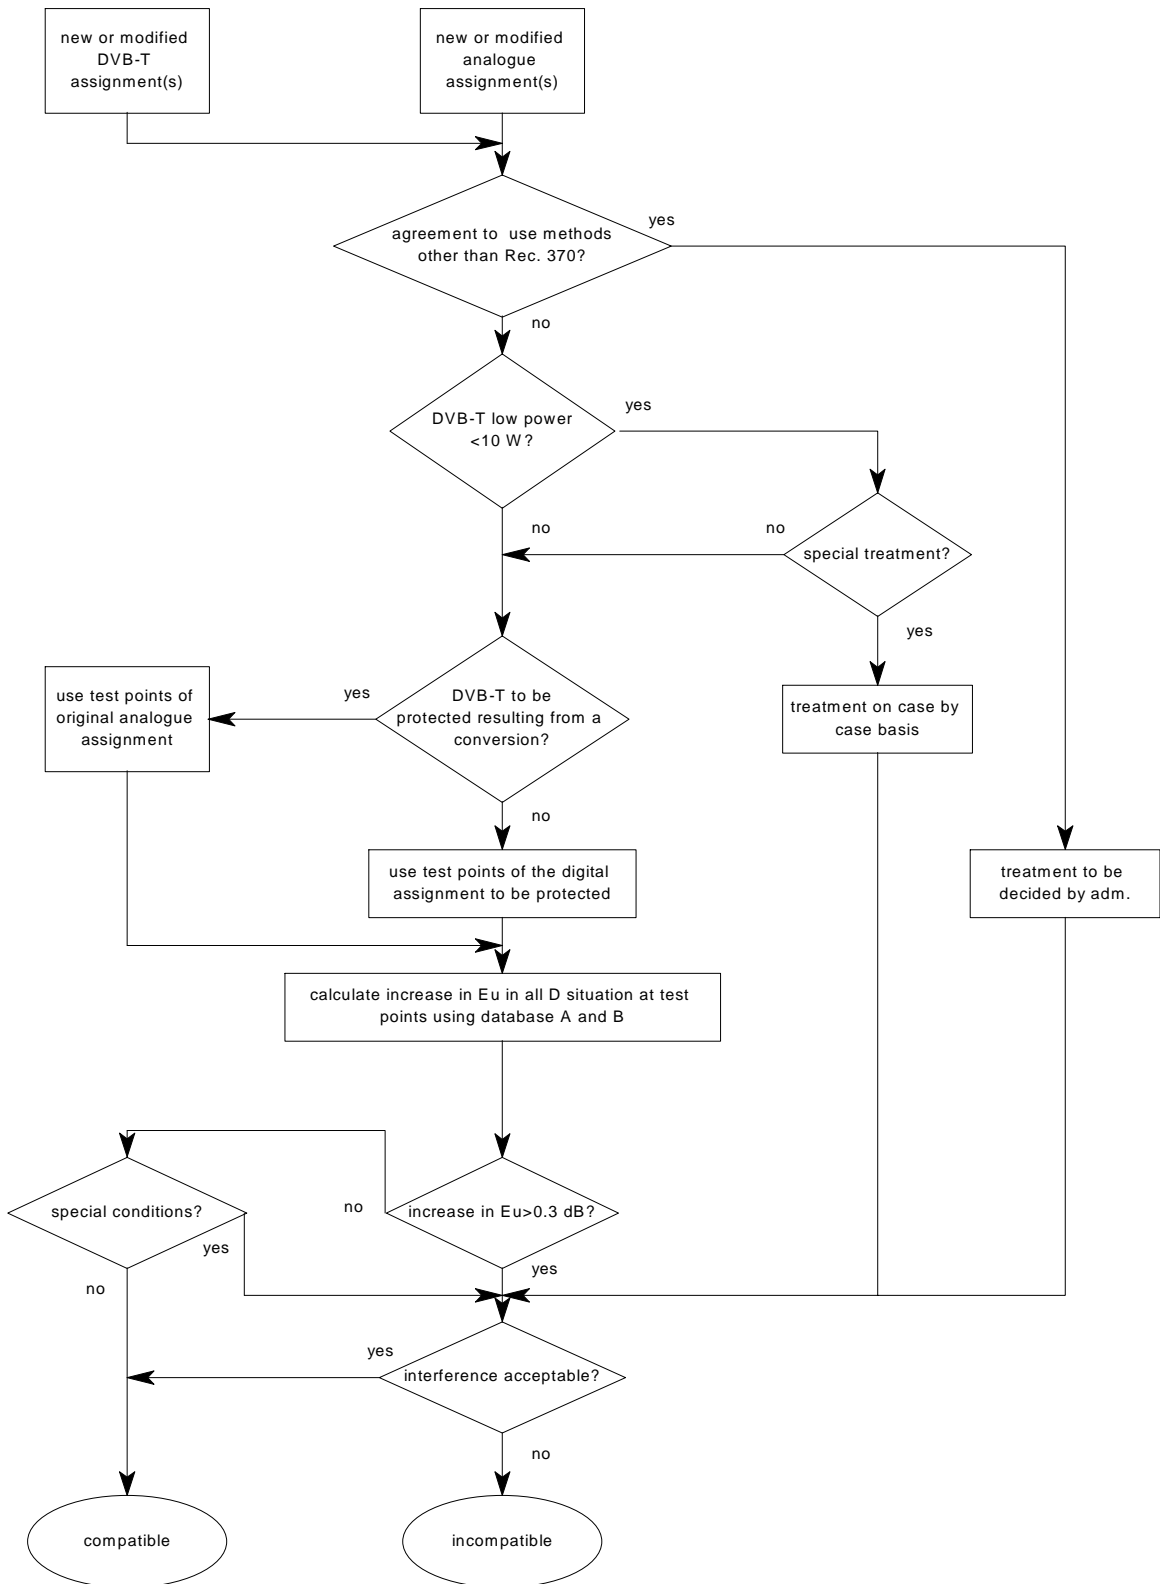 new or modified
DVB-T
assignment(s)
new or modified
analogue
assignment(s)
yes
agreement to use methods
other than Rec. 370?
no
yes
DVB-T low power
<10 W?
no
no
special treatment?
yes
use test points of
original analogue
assignment
yes
DVB-T to be
protected resulting from a
conversion?
treatment on case by
case basis
no
use test points of the digital
assignment to be protected
treatment to be
decided by adm.
calculate increase in Eu in all D situation at test
points using database A and B
special conditions?
no
increase in Eu>0.3 dB?
yes
yes
no
yes
interference acceptable?
no
compatible
incompatible